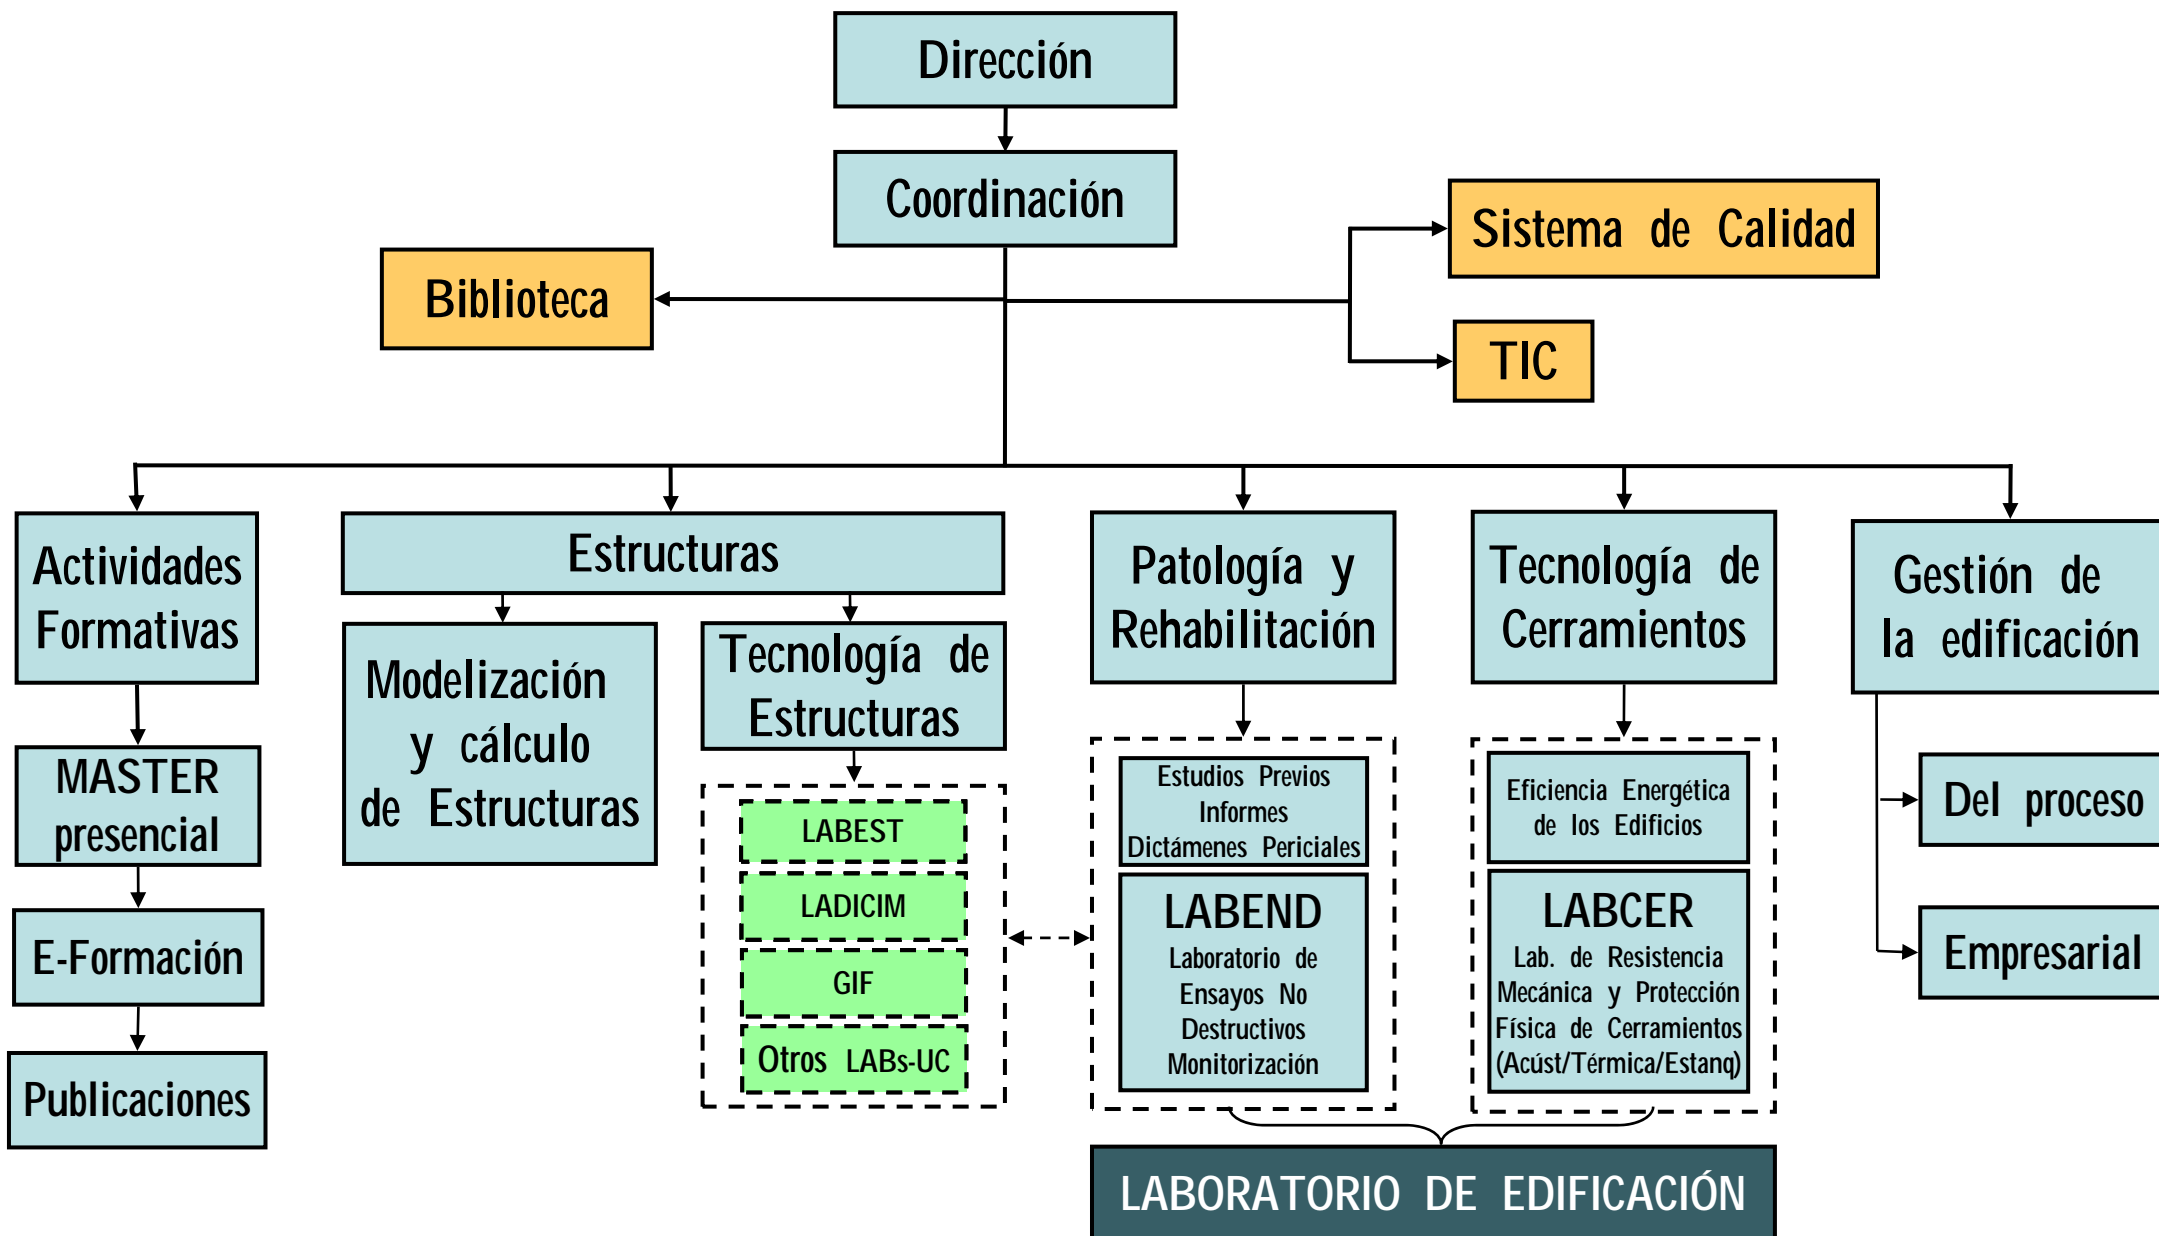 Dirección
Coordinación
Sistema de Calidad
Biblioteca
TIC
Actividades
Formativas
MASTER
presencial
E-Formación
Publicaciones
Estructuras
Modelización
y cálculo
de Estructuras
Tecnología de
Estructuras
LABEST
LADICIM
GIF
Otros LABs-UC
Patología y
Rehabilitación
Estudios Previos
Informes
Dictámenes Periciales
LABEND
Laboratorio de
Ensayos No
Destructivos
Monitorización
Tecnología de
Cerramientos
Eficiencia Energética
de los Edificios
LABCER
Lab. de Resistencia
Mecánica y Protección
Física de Cerramientos
(Acúst/Térmica/Estanq)
Gestión de
la edificación
Del proceso
Empresarial
LABORATORIO DE EDIFICACIÓN